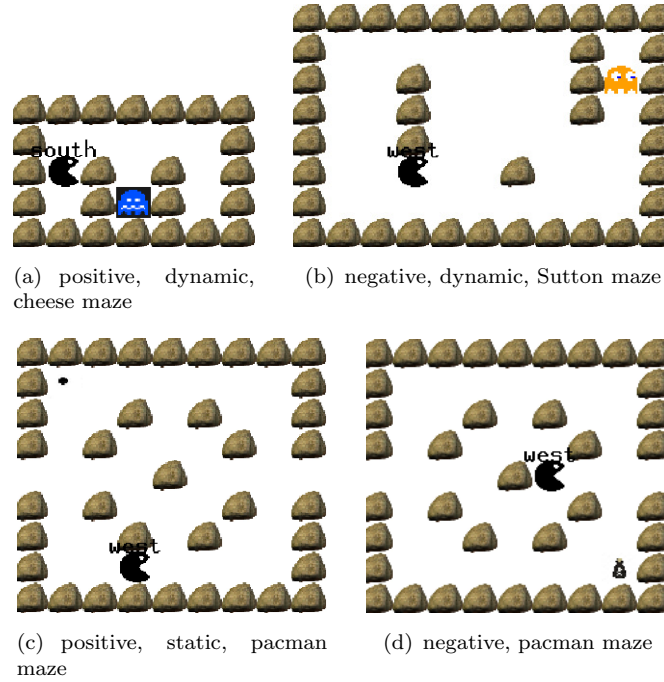 south
west
(a) positive, dynamic,
cheese maze
(b) negative, dynamic, Sutton maze
west
west
(c) positive, static, pacman
maze
(d) negative, pacman maze